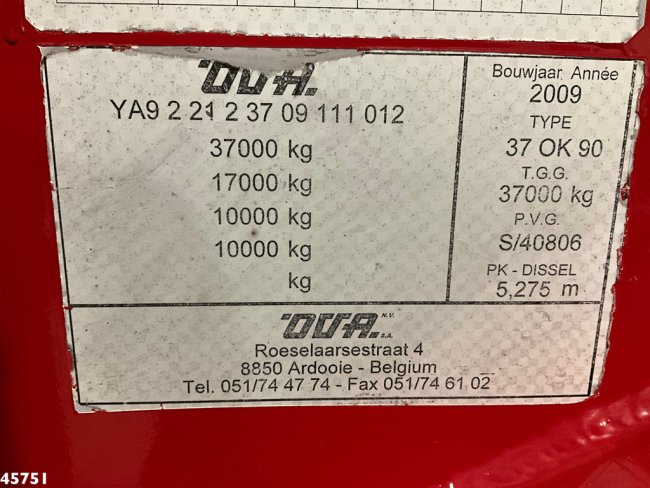 OVA.
YA9 2 21 2 37 09 111 012
37000 kg
17000 kg
10000 kg
10000 kg
kg
Bouwjaar Année
2009
TYPE
37 OK 90
T.G.G.
37000 kg
P.V.G.
S/40806
PK - DISSEL
5,275 m
OVA. N.V.
S.A.
Roeselaarsestraat 4
8850 Ardooie - Belgium
Tel. 051/74 47 74 - Fax 051/74 61 02
45751